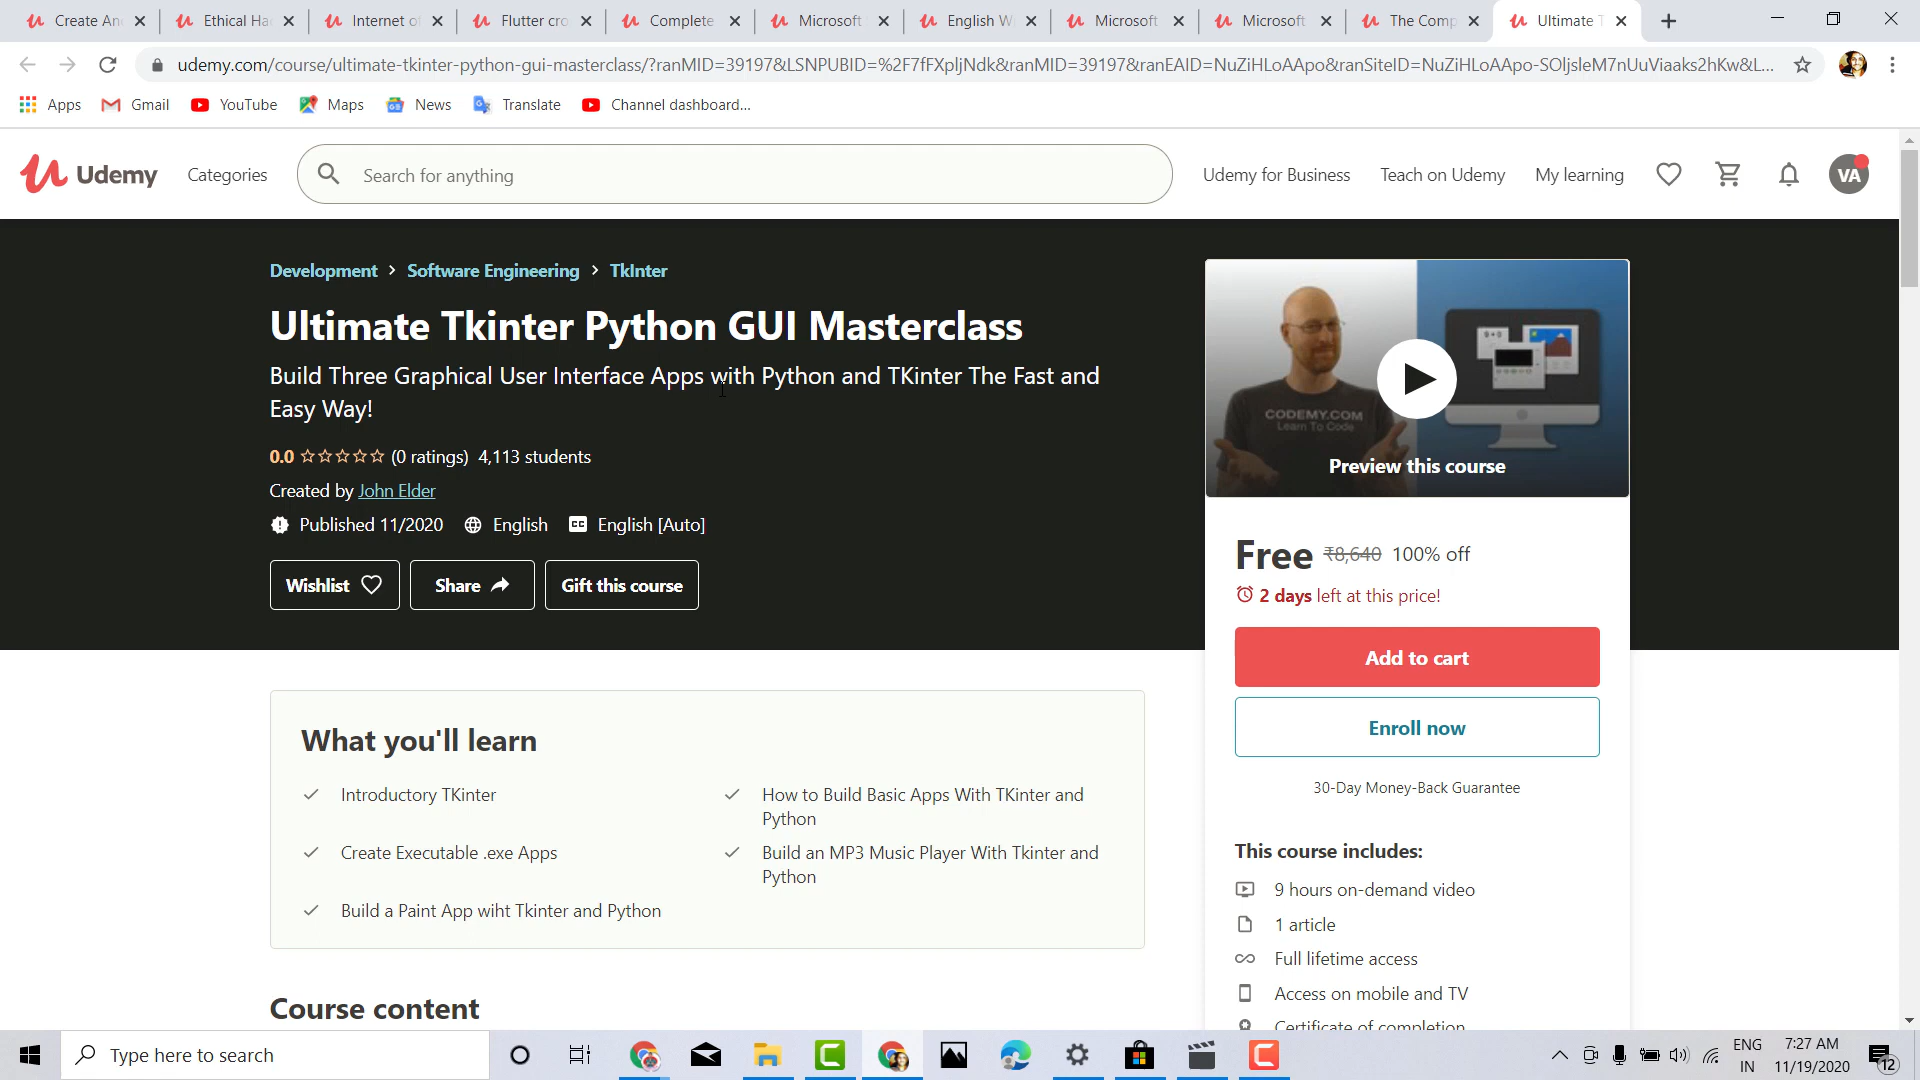 Create And
Ethical Ha
Internet o
Flutter cro
Complete
Microsoft
English W
Microsoft
Microsoft
The Comp
Ultimate T
udemy.com/course/ultimate-tkinter-python-gui-masterclass/?ranMID=39197&LSNPUBID=%2F7fFXpljNdk&ranMID=39197&ranEAID=NuZiHLoAApo&ranSiteID=NuZiHLoAApo-SOljsleM7nUuViaaks2hKw&L...
Apps
Gmail
YouTube
Maps
News
Translate
Channel dashboard...
Udemy
Categories
Search for anything
Udemy for Business
Teach on Udemy
My learning
VA
Development > Software Engineering > TkInter
Ultimate Tkinter Python GUI Masterclass
Build Three Graphical User Interface Apps with Python and TKinter The Fast and
Easy Way!
0.0 (0 ratings) 4,113 students
Created by John Elder
Published 11/2020 English CC English [Auto]
Wishlist
Share
Gift this course
CODEMY.COM
Learn To Code
Preview this course
Free ₹8,640 100% off
2 days left at this price!
Add to cart
Enroll now
30-Day Money-Back Guarantee
This course includes:
9 hours on-demand video
1 article
Full lifetime access
Access on mobile and TV
Certificate of completion
What you'll learn
Introductory TKinter
How to Build Basic Apps With TKinter and
Python
Create Executable .exe Apps
Build an MP3 Music Player With Tkinter and
Python
Build a Paint App wiht Tkinter and Python
Course content
Type here to search
ENG
IN
7:27 AM
11/19/2020
12